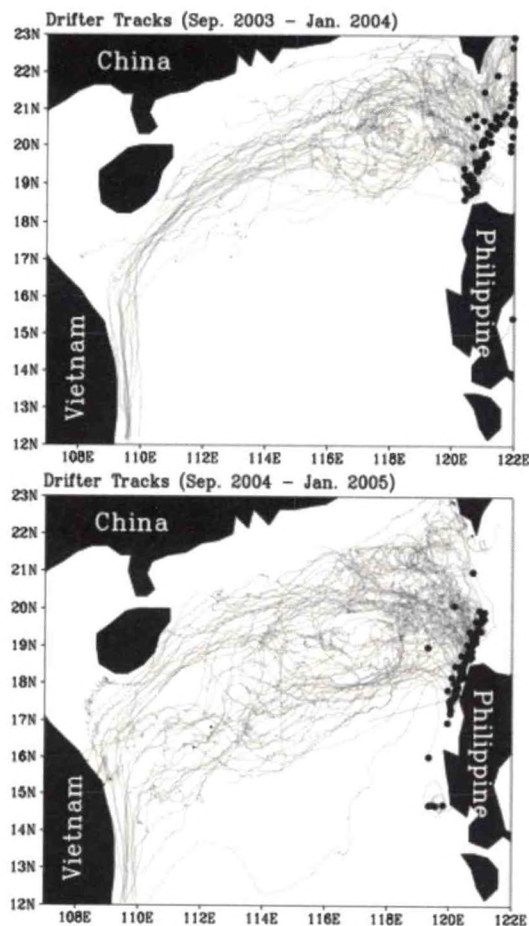 Drifter Tracks (Sep. 2003 - Jan. 2004)
23N
22N
21N
20N
19N
18N
17N
16N
15N
14N
13N
12N
China
Philippine
Vietnam
108E 110E 112E 114E 116E 118E 120E 122E
Drifter Tracks (Sep. 2004 - Jan. 2005)
23N
22N
21N
20N
19N
18N
17N
16N
15N
14N
13N
12N
China
Philippine
Vietnam
108E 110E 112E 114E 116E 118E 120E 122E